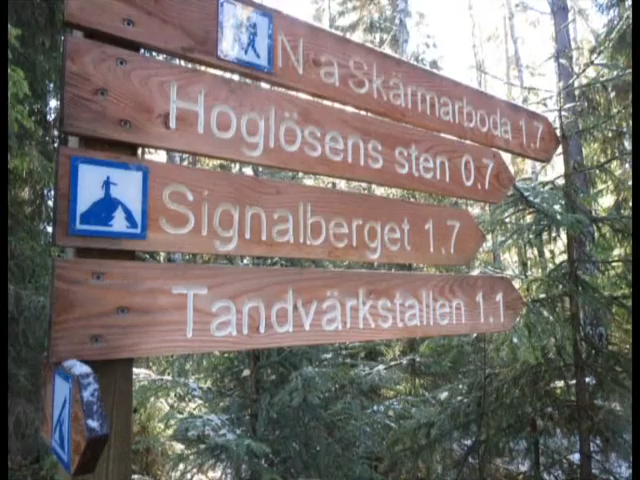 N:a Skärmarboda 1.7
Hoglösens sten 0.7
Signalberget 1.7
Tandvärkstallen 1.1